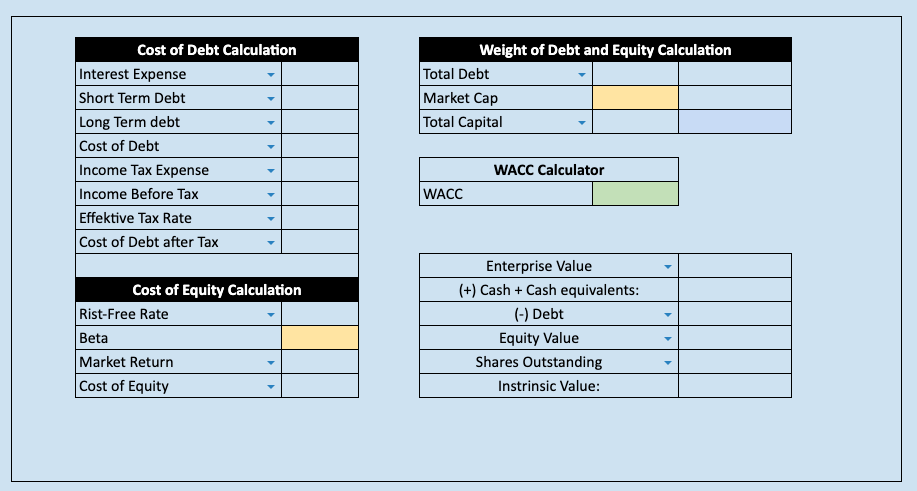 Cost of Debt Calculation
Interest Expense
Short Term Debt
Long Term debt
Cost of Debt
Income Tax Expense
Income Before Tax
Effektive Tax Rate
Cost of Debt after Tax
Cost of Equity Calculation
Rist-Free Rate
Beta
Market Return
Cost of Equity
Weight of Debt and Equity Calculation
Total Debt
Market Cap
Total Capital
WACC Calculator
WACC
Enterprise Value
(+) Cash + Cash equivalents:
(-) Debt
Equity Value
Shares Outstanding
Instrinsic Value: